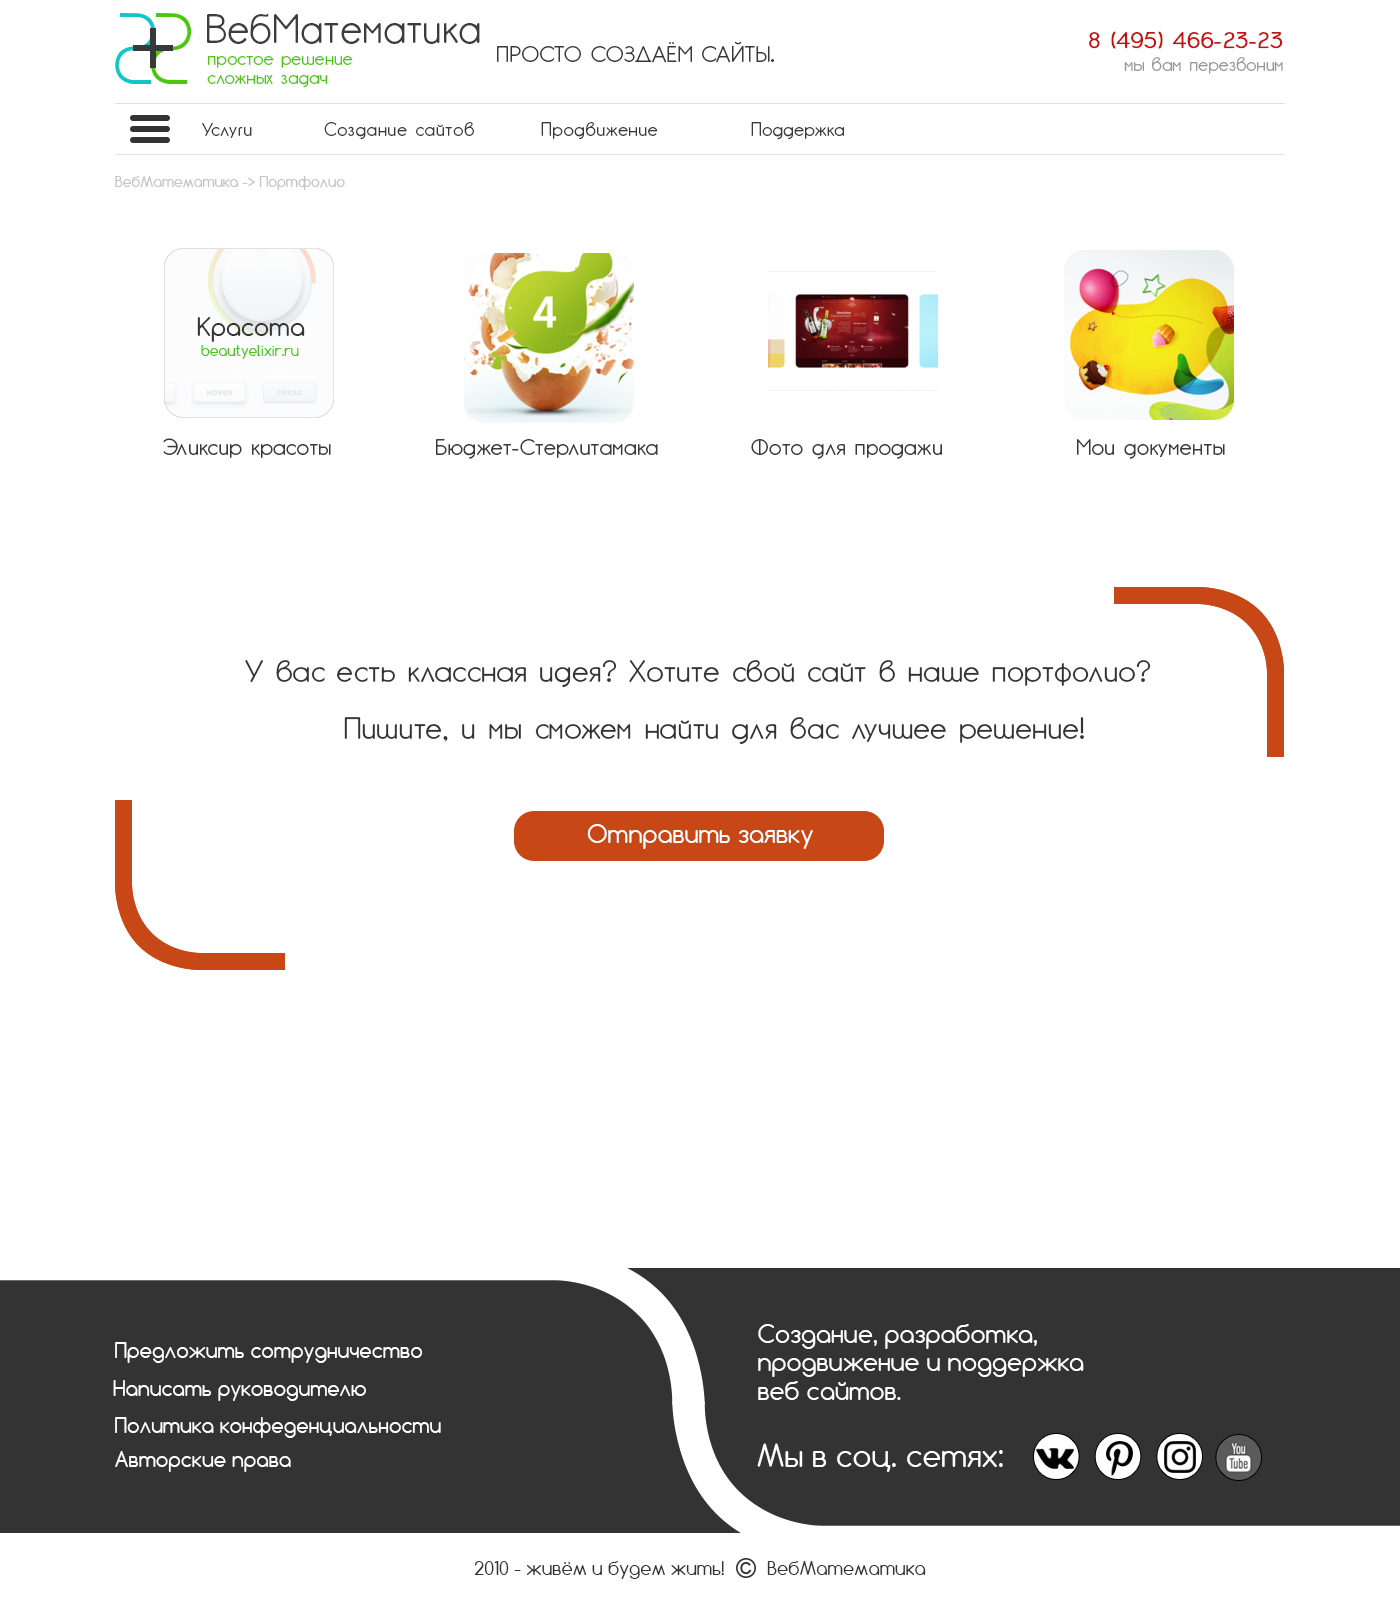 ВебМатематика
простое решение
сложных задач
ПРОСТО СОЗДАЁМ САЙТЫ.
8 (495) 466-23-23
мы вам перезвоним
Услуги
Создание сайтов
Продвижение
Поддержка
ВебМатематика -> Портфолио
Красота
beautyelixir.ru
HOVER
PRESS
4
Эликсир красоты
Бюджет-Стерлитамака
Фото для продажи
Мои документы
У вас есть классная идея? Хотите свой сайт в наше портфолио?
Пишите, и мы сможем найти для вас лучшее решение!
Отправить заявку
Предложить сотрудничество
Написать руководителю
Политика конфеденциальности
Авторские права
Создание, разработка,
продвижение и поддержка
веб сайтов.
Мы в соц. сетях:
You
Tube
2010 - живём и будем жить! © ВебМатематика